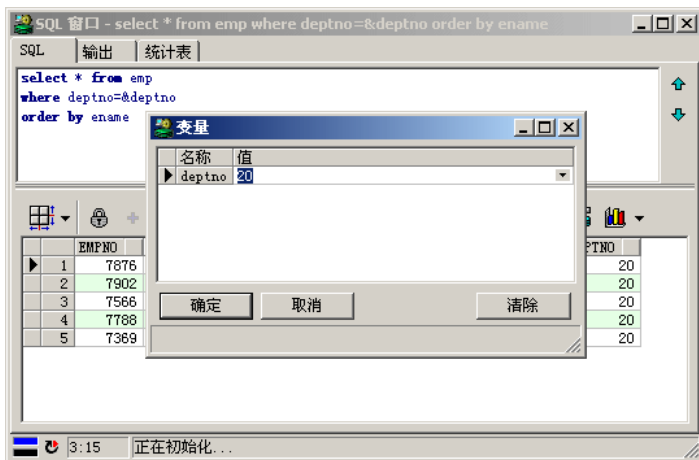 SQL 窗口 - select * from emp where deptno=&deptno order by ename
SQL 输出 统计表
select * from emp
where deptno=&deptno
order by ename
变量
名称 值
deptno 20
确定 取消 清除
EMPNO PTNO
1 7876 20
2 7902 20
3 7566 20
4 7788 20
5 7369 20
3:15 正在初始化...